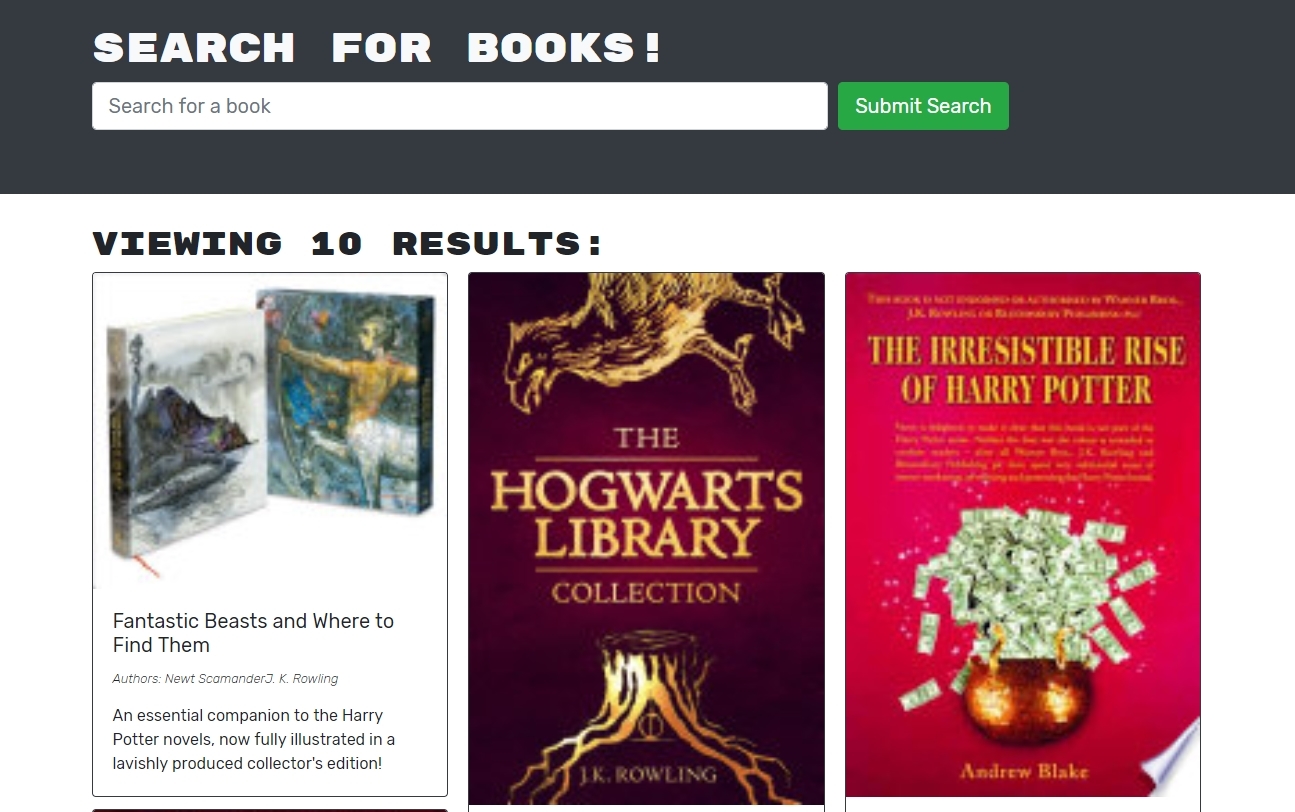 SEARCH FOR BOOKS!
Search for a book
Submit Search
VIEWING 10 RESULTS:
Fantastic Beasts and Where to
Find Them
Authors: Newt ScamanderJ. K. Rowling
An essential companion to the Harry
Potter novels, now fully illustrated in a
lavishly produced collector's edition!
THE
HOGWARTS
LIBRARY
COLLECTION
J.K. ROWLING
THIS BOOK IS NOT ENDORSED OR AUTHORISED BY WARNER BROS.,
J.K. ROWLING OR BLOOMSBURY PUBLISHING PLC
THE IRRESISTIBLE RISE
OF HARRY POTTER
Andrew Blake